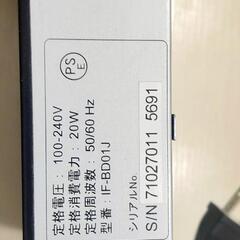 PS
E
定格電圧 : 100-240V
定格消費電力 : 20W
定格周波数 : 50/60 Hz
型番 : IF-BD01J
シリアルNo.
S/N 71027011 5691